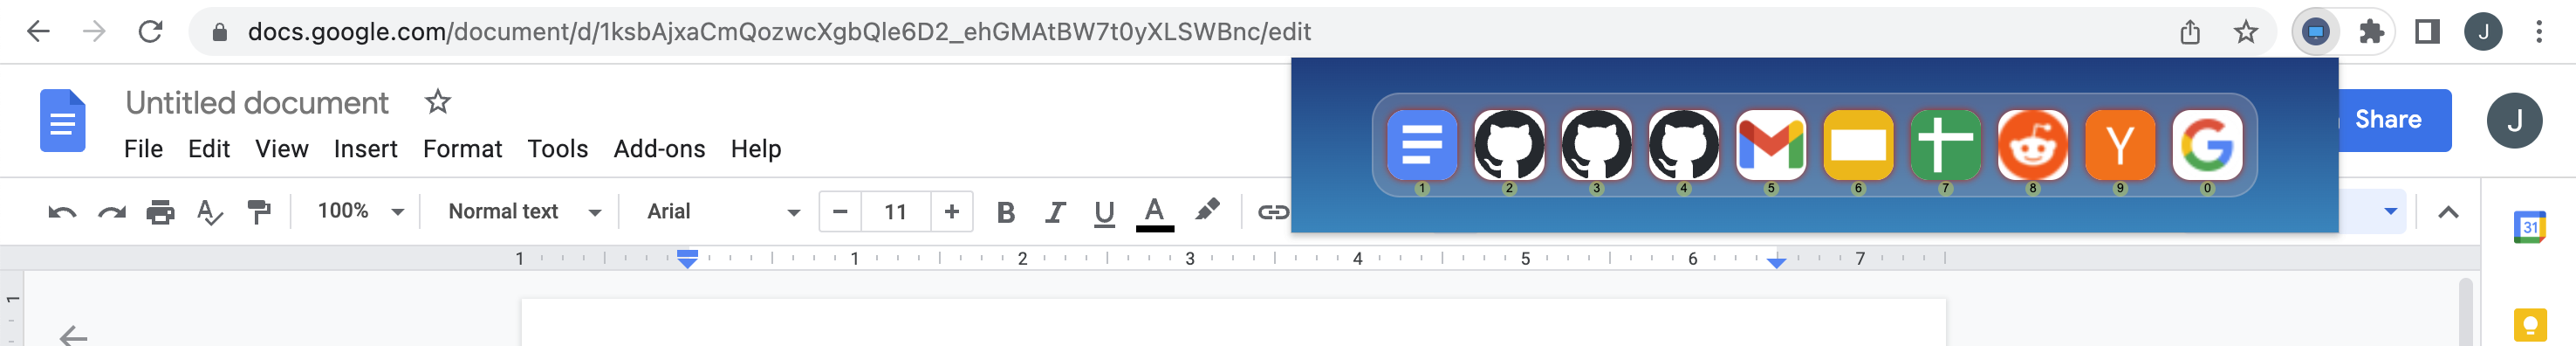 docs.google.com/document/d/1ksbAjxaCmQozwcXgbQle6D2_ehGMAtBW7t0yXLSWBnc/edit
J
Untitled document
Share
J
File Edit View Insert Format Tools Add-ons Help
Y
1 2 3 4 5 6 7 8 9 0
100% Normal text Arial 11 B I U A
31
1 1 2 3 4 5 6 7
1